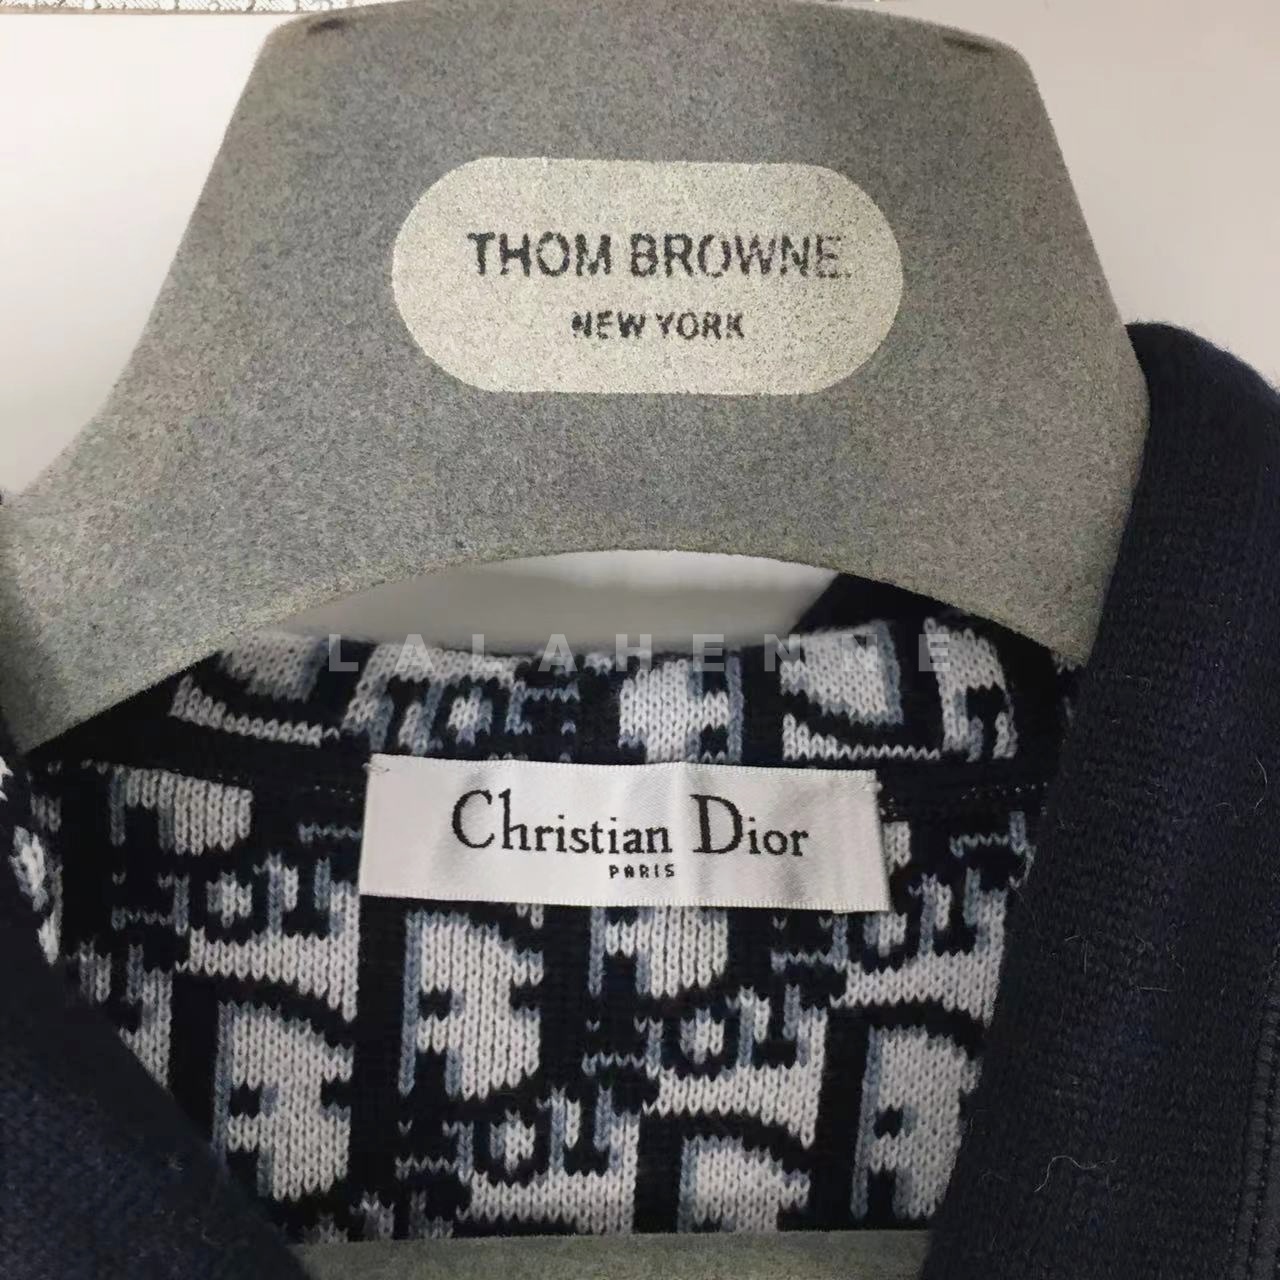 THOM BROWNE.
NEW YORK
LALAHENNE
Christian Dior
PARIS